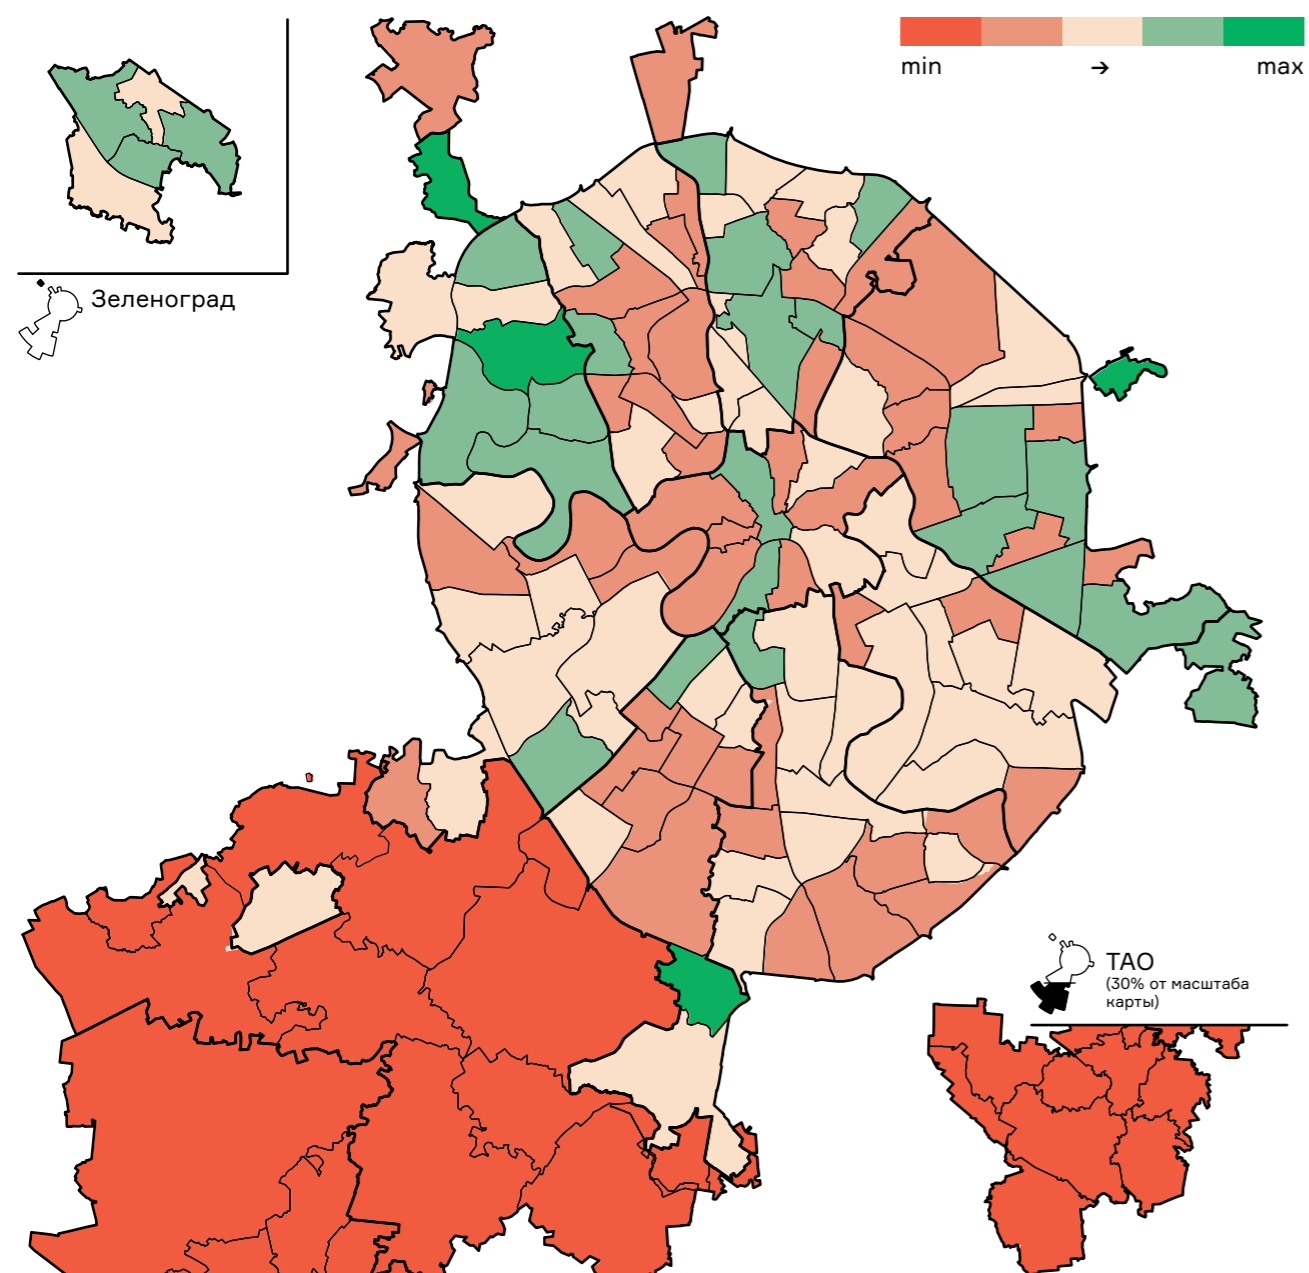 min → max
Зеленоград
ТАО
(30% от масштаба
карты)